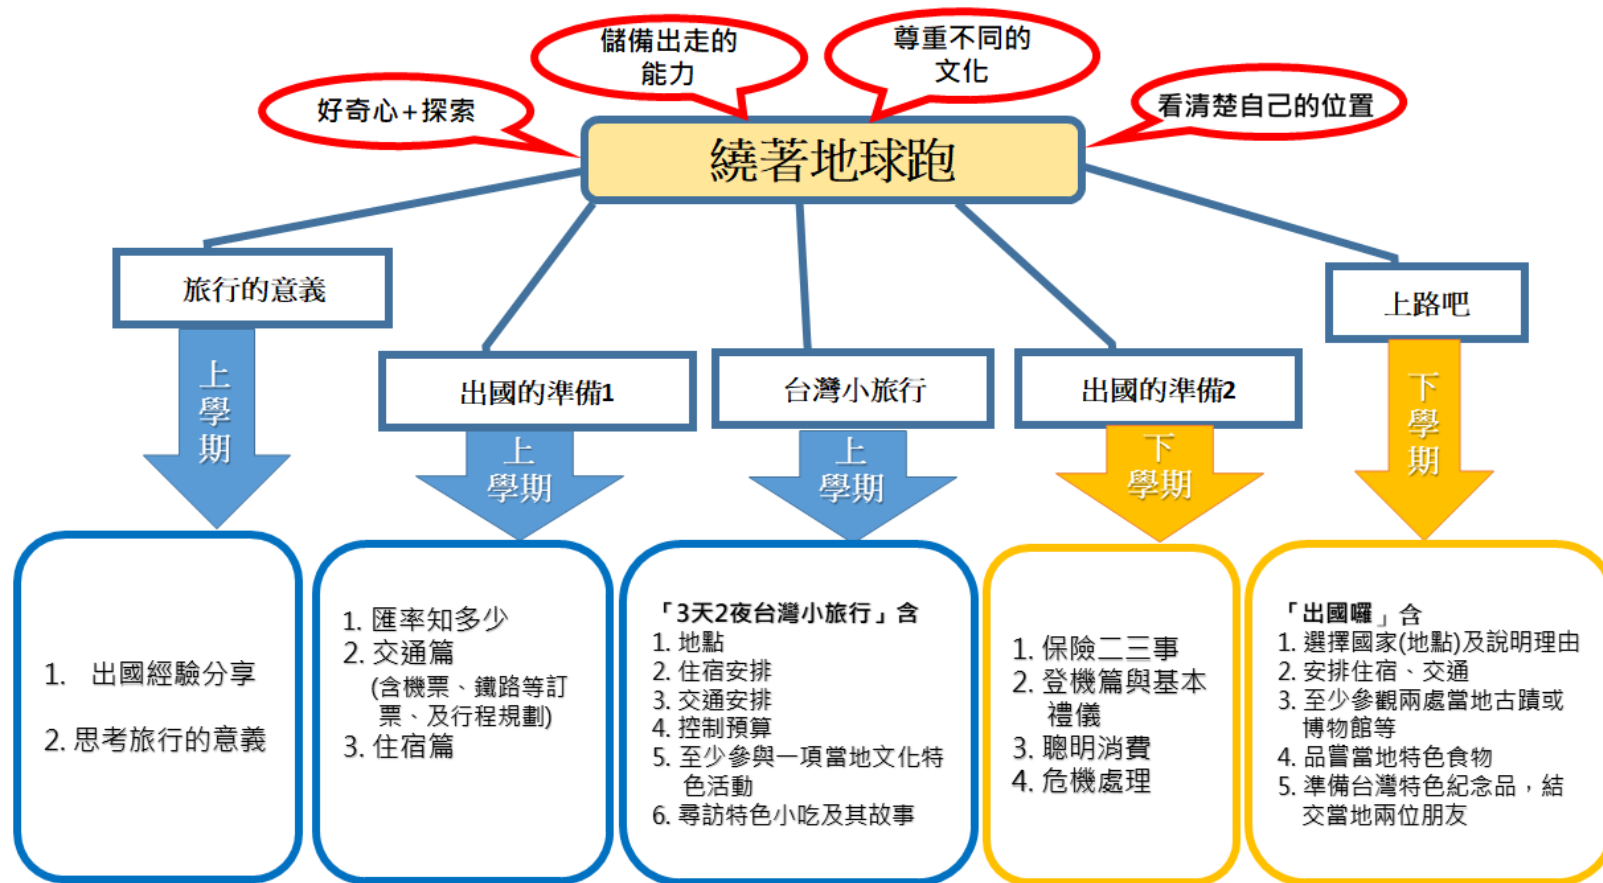 好奇心+探索
儲備出走的
能力
尊重不同的
文化
看清楚自己的位置
繞著地球跑
旅行的意義
上
學
期
1. 出國經驗分享
2. 思考旅行的意義
出國的準備1
上
學期
1. 匯率知多少
2. 交通篇
(含機票、鐵路等訂
票、及行程規劃)
3. 住宿篇
台灣小旅行
上
學期
「3天2夜台灣小旅行」含
1. 地點
2. 住宿安排
3. 交通安排
4. 控制預算
5. 至少參與一項當地文化特
色活動
6. 尋訪特色小吃及其故事
出國的準備2
下
學期
1. 保險二三事
2. 登機篇與基本
禮儀
3. 聰明消費
4. 危機處理
上路吧
下
學
期
「出國囉」含
1. 選擇國家(地點)及說明理由
2. 安排住宿、交通
3. 至少參觀兩處當地古蹟或
博物館等
4. 品嘗當地特色食物
5. 準備台灣特色紀念品，結
交當地兩位朋友